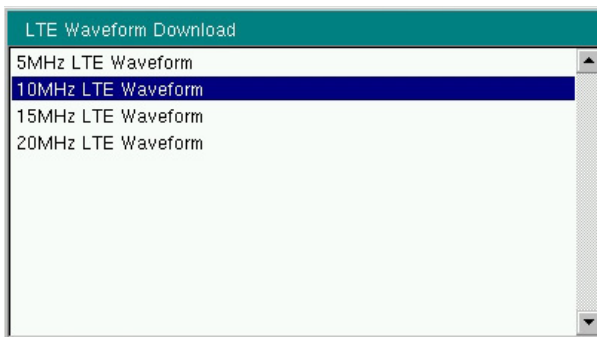 LTE Waveform Download
5MHz LTE Waveform
10MHz LTE Waveform
15MHz LTE Waveform
20MHz LTE Waveform